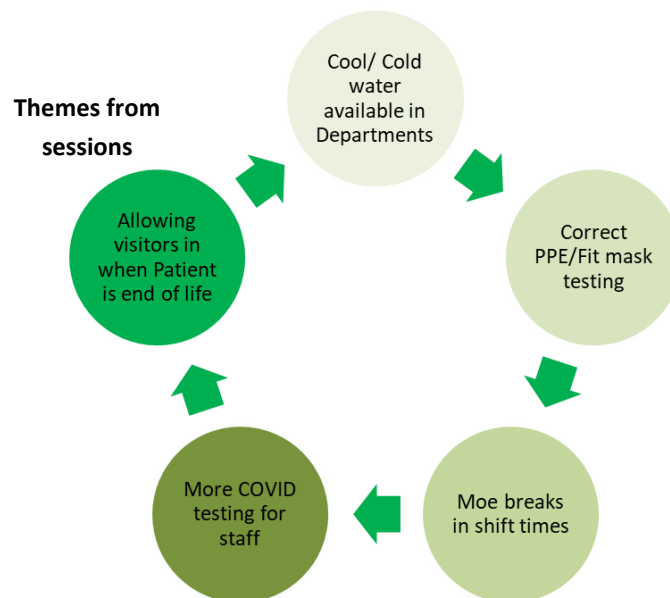 Themes from
sessions
Cool/ Cold
water
available in
Departments
Correct
PPE/Fit mask
testing
Moe breaks
in shift times
More COVID
testing for
staff
Allowing
visitors in
when Patient
is end of life